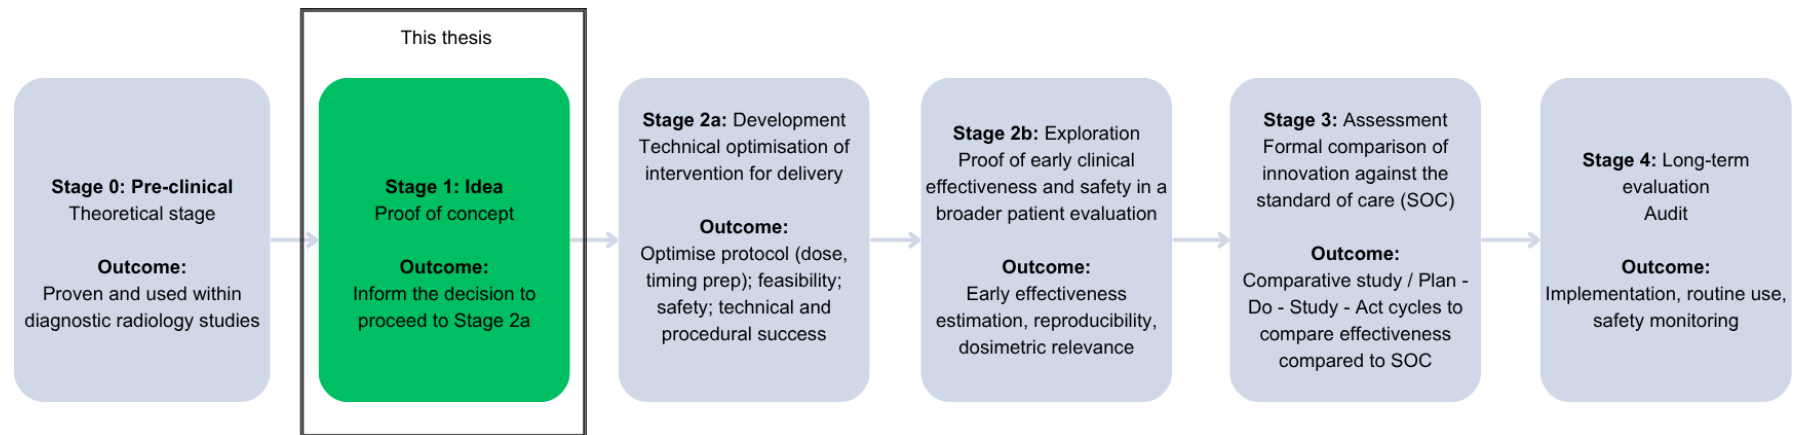 This thesis
Stage 0: Pre-clinical
Theoretical stage
Outcome:
Proven and used within
diagnostic radiology studies
Stage 1: Idea
Proof of concept
Outcome:
Inform the decision to
proceed to Stage 2a
Stage 2a: Development
Technical optimisation of
intervention for delivery
Outcome:
Optimise protocol (dose,
timing prep); feasibility;
safety; technical and
procedural success
Stage 2b: Exploration
Proof of early clinical
effectiveness and safety in a
broader patient evaluation
Outcome:
Early effectiveness
estimation, reproducibility,
dosimetric relevance
Stage 3: Assessment
Formal comparison of
innovation against the
standard of care (SOC)
Outcome:
Comparative study / Plan -
Do - Study - Act cycles to
compare effectiveness
compared to SOC
Stage 4: Long-term
evaluation
Audit
Outcome:
Implementation, routine use,
safety monitoring